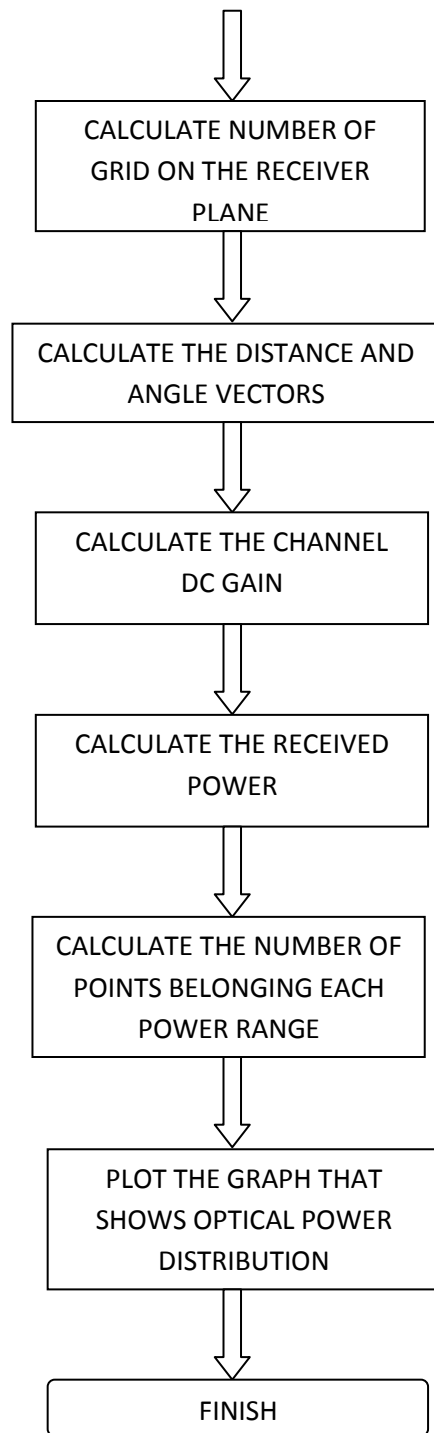 CALCULATE NUMBER OF
GRID ON THE RECEIVER
PLANE
CALCULATE THE DISTANCE AND
ANGLE VECTORS
CALCULATE THE CHANNEL
DC GAIN
CALCULATE THE RECEIVED
POWER
CALCULATE THE NUMBER OF
POINTS BELONGING EACH
POWER RANGE
PLOT THE GRAPH THAT
SHOWS OPTICAL POWER
DISTRIBUTION
FINISH